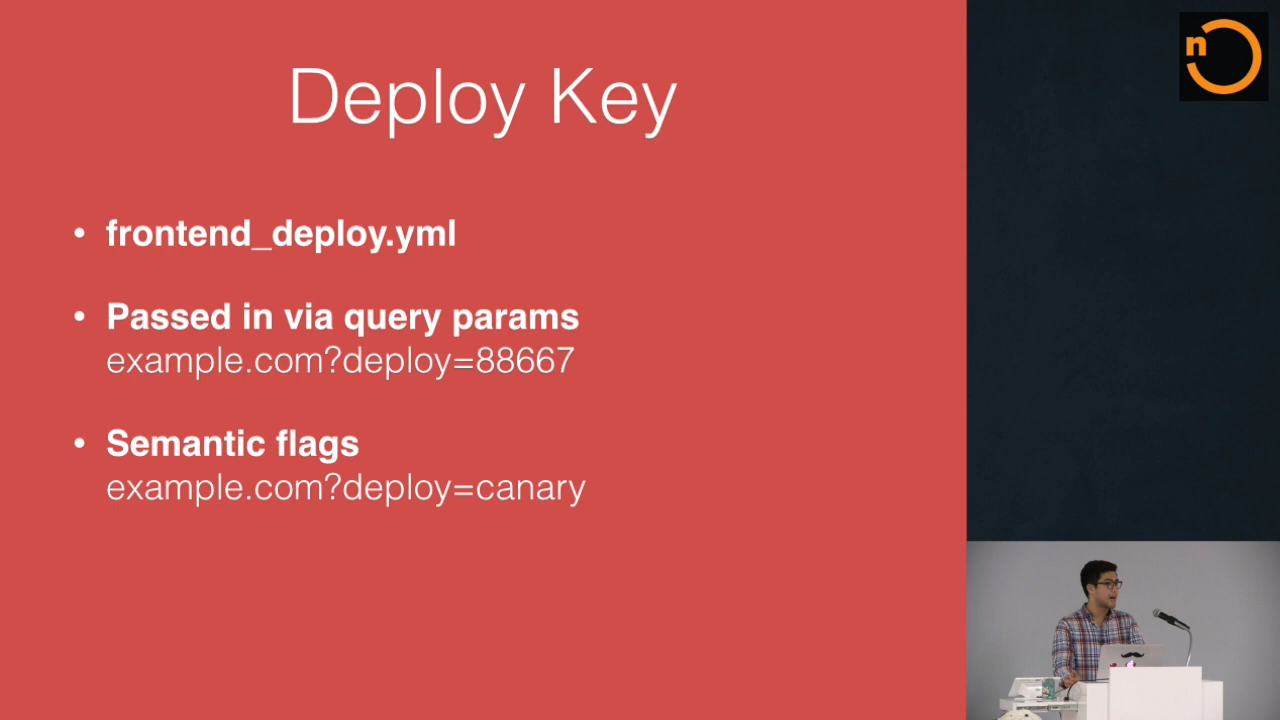 n
Deploy Key
• frontend_deploy.yml
• Passed in via query params
example.com?deploy=88667
• Semantic flags
example.com?deploy=canary